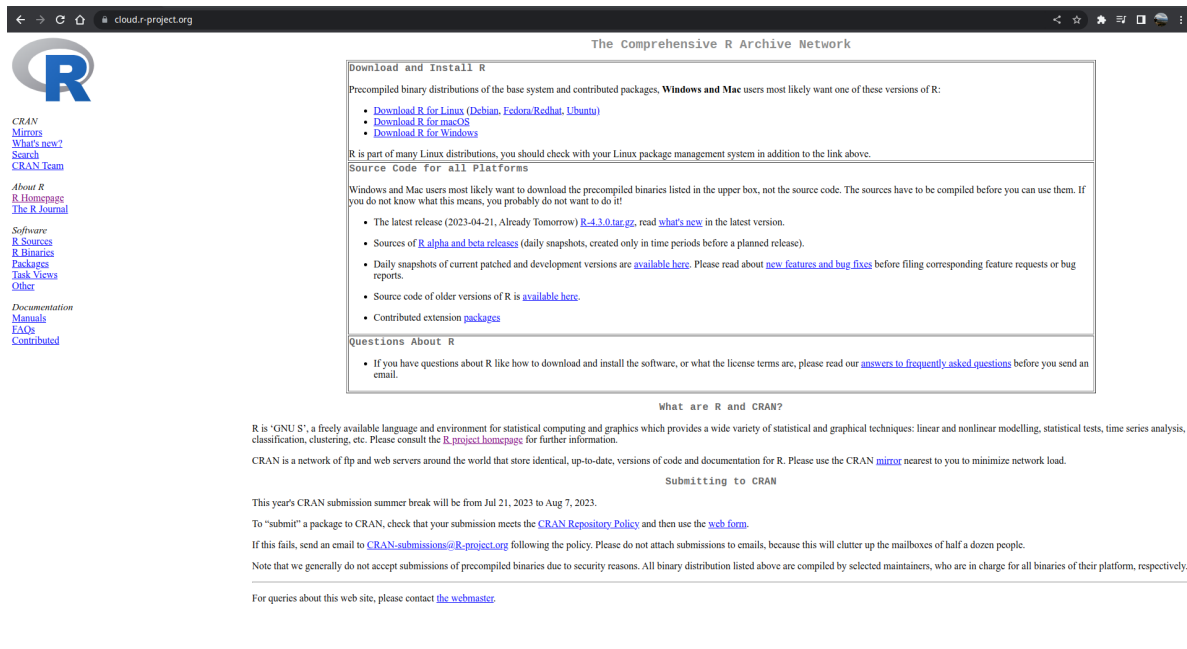 cloud.r-project.org
R
CRAN
Mirrors
What's new?
Search
CRAN Team
About R
R Homepage
The R Journal
Software
R Sources
R Binaries
Packages
Task Views
Other
Documentation
Manuals
FAQs
Contributed
The Comprehensive R Archive Network
Download and Install R
Precompiled binary distributions of the base system and contributed packages, Windows and Mac users most likely want one of these versions of R:
• Download R for Linux (Debian, Fedora/Redhat, Ubuntu)
• Download R for macOS
• Download R for Windows
R is part of many Linux distributions, you should check with your Linux package management system in addition to the link above.
Source Code for all Platforms
Windows and Mac users most likely want to download the precompiled binaries listed in the upper box, not the source code. The sources have to be compiled before you can use them. If
you do not know what this means, you probably do not want to do it!
• The latest release (2023-04-21, Already Tomorrow) R-4.3.0.tar.gz, read what's new in the latest version.
• Sources of R alpha and beta releases (daily snapshots, created only in time periods before a planned release).
• Daily snapshots of current patched and development versions are available here. Please read about new features and bug fixes before filing corresponding feature requests or bug
reports.
• Source code of older versions of R is available here.
• Contributed extension packages
Questions About R
• If you have questions about R like how to download and install the software, or what the license terms are, please read our answers to frequently asked questions before you send an
email.
What are R and CRAN?
R is ‘GNU S’, a freely available language and environment for statistical computing and graphics which provides a wide variety of statistical and graphical techniques: linear and nonlinear modelling, statistical tests, time series analysis,
classification, clustering, etc. Please consult the R project homepage for further information.
CRAN is a network of ftp and web servers around the world that store identical, up-to-date, versions of code and documentation for R. Please use the CRAN mirror nearest to you to minimize network load.
Submitting to CRAN
This year's CRAN submission summer break will be from Jul 21, 2023 to Aug 7, 2023.
To “submit” a package to CRAN, check that your submission meets the CRAN Repository Policy and then use the web form.
If this fails, send an email to CRAN-submissions@R-project.org following the policy. Please do not attach submissions to emails, because this will clutter up the mailboxes of half a dozen people.
Note that we generally do not accept submissions of precompiled binaries due to security reasons. All binary distribution listed above are compiled by selected maintainers, who are in charge for all binaries of their platform, respectively.
For queries about this web site, please contact the webmaster.